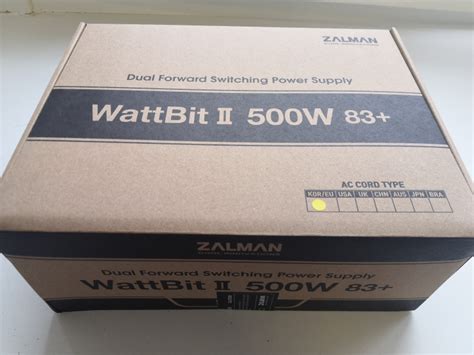 ZALMAN
Dual Forward Switching Power Supply
WattBit II 500W 83+
AC CORD TYPE
KOR/EU USA UK CHN AUS JPN BRA
ZALMAN
Dual Forward Switching Power Supply
WattBit II 500W 83+
ZALMAN